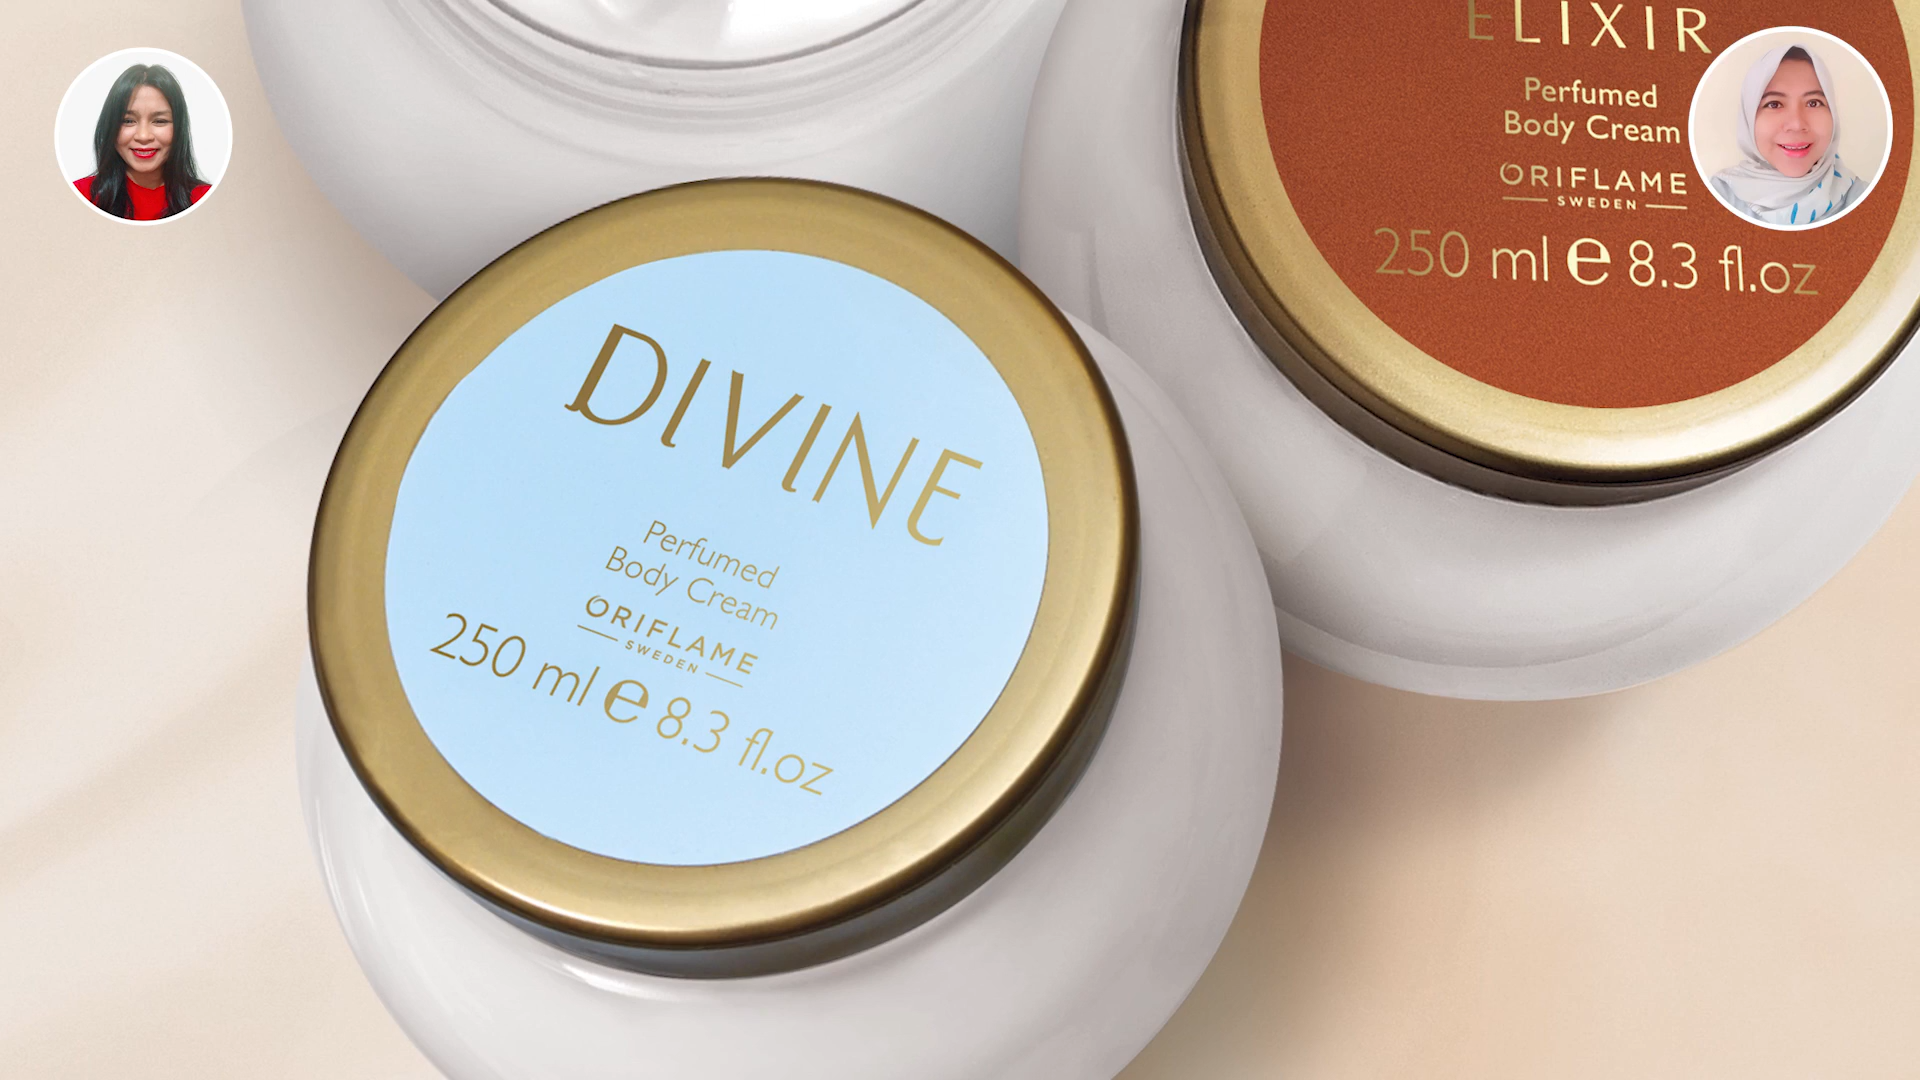 DIVINE
Perfumed
Body Cream
ORIFLAME
SWEDEN
250 ml e 8.3 fl.oz
ELIXIR
Perfumed
Body Cream
ORIFLAME
SWEDEN
250 ml e 8.3 fl.oz